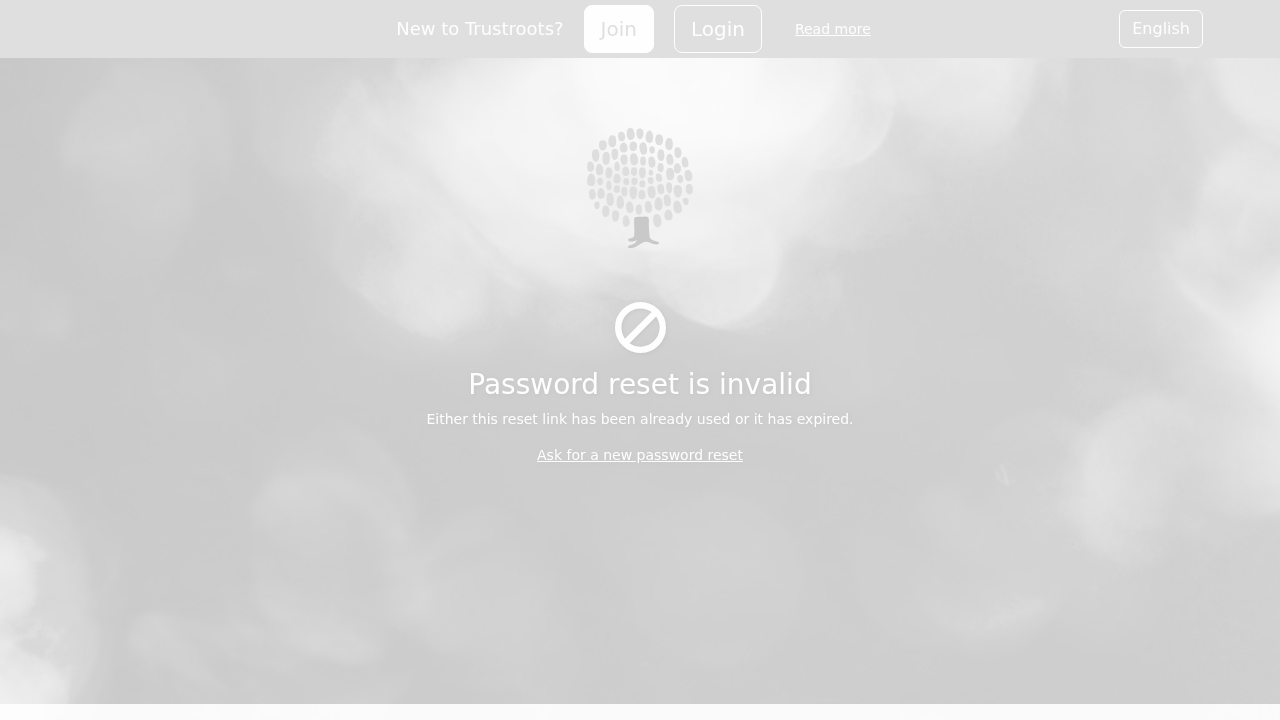 New to Trustroots?
Join
Login
Read more
English
Password reset is invalid
Either this reset link has been already used or it has expired.
Ask for a new password reset